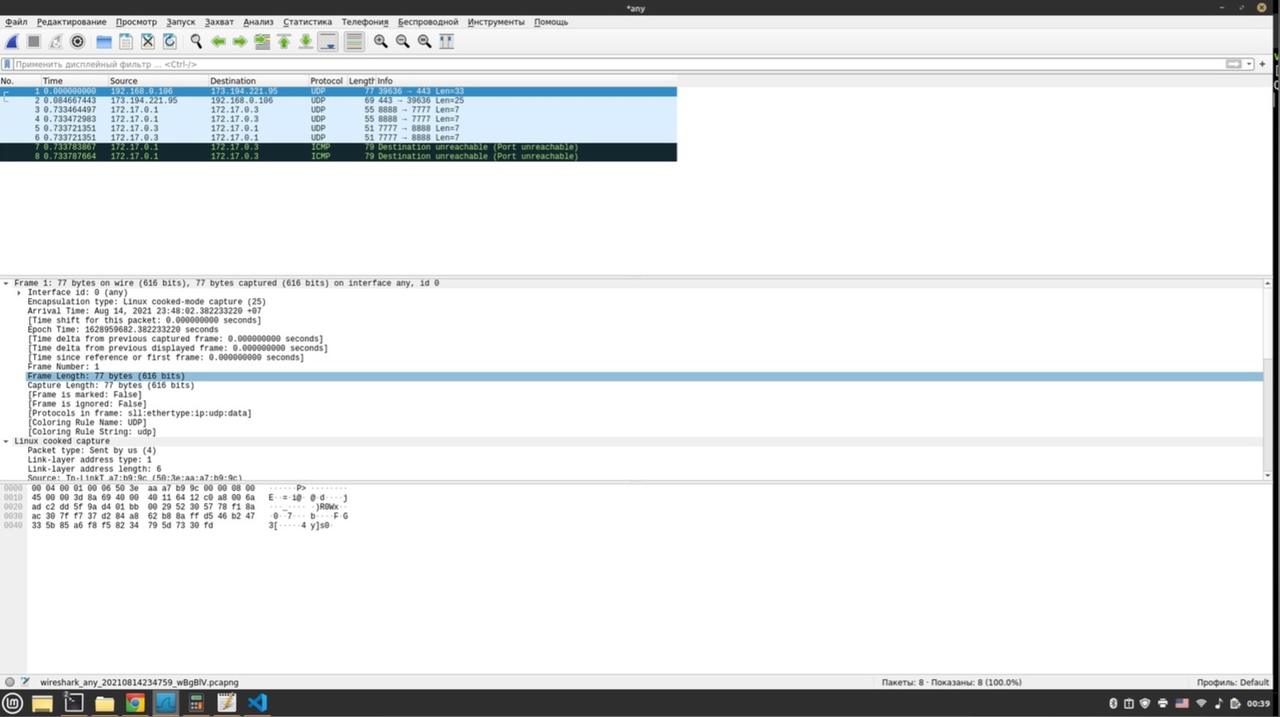 *any
Файл Редактирование Просмотр Запуск Захват Анализ Статистика Телефония Беспроводной Инструменты Помощь
Применить дисплейный фильтр ... <Ctrl-/>
No. Time Source Destination Protocol Length Info
1 0.000000000 192.168.0.106 173.194.221.95 UDP 77 39636 → 443 Len=33
2 0.084667443 173.194.221.95 192.168.0.106 UDP 69 443 → 39636 Len=25
3 0.733464497 172.17.0.1 172.17.0.3 UDP 55 8888 → 7777 Len=7
4 0.733472983 172.17.0.1 172.17.0.3 UDP 55 8888 → 7777 Len=7
5 0.733721351 172.17.0.3 172.17.0.1 UDP 51 7777 → 8888 Len=7
6 0.733721351 172.17.0.3 172.17.0.1 UDP 51 7777 → 8888 Len=7
7 0.733783867 172.17.0.1 172.17.0.3 ICMP 79 Destination unreachable (Port unreachable)
8 0.733787664 172.17.0.1 172.17.0.3 ICMP 79 Destination unreachable (Port unreachable)
Frame 1: 77 bytes on wire (616 bits), 77 bytes captured (616 bits) on interface any, id 0
Interface id: 0 (any)
Encapsulation type: Linux cooked-mode capture (25)
Arrival Time: Aug 14, 2021 23:48:02.382233220 +07
[Time shift for this packet: 0.000000000 seconds]
Epoch Time: 1628959682.382233220 seconds
[Time delta from previous captured frame: 0.000000000 seconds]
[Time delta from previous displayed frame: 0.000000000 seconds]
[Time since reference or first frame: 0.000000000 seconds]
Frame Number: 1
Frame Length: 77 bytes (616 bits)
Capture Length: 77 bytes (616 bits)
[Frame is marked: False]
[Frame is ignored: False]
[Protocols in frame: sll:ethertype:ip:udp:data]
[Coloring Rule Name: UDP]
[Coloring Rule String: udp]
Linux cooked capture
Packet type: Sent by us (4)
Link-layer address type: 1
Link-layer address length: 6
Source: Tp-LinkT_a7:b9:9c (50:3e:aa:a7:b9:9c)
0000 00 04 00 01 00 06 50 3e aa a7 b9 9c 00 00 08 00 ······P> ········
0010 45 00 00 3d 8a 69 40 00 40 11 64 12 c0 a8 00 6a E··=·i@· @·d····j
0020 ad c2 dd 5f 9a d4 01 bb 00 29 52 30 57 78 f1 8a ···_···· ·)R0Wx··
0030 ac 30 7f f7 37 d2 84 a8 62 b8 8a ff d5 46 b2 47 ·0··7··· b····F·G
0040 33 5b 85 a6 f8 f5 82 34 79 5d 73 30 fd 3[·····4 y]s0·
wireshark_any_20210814234759_wBgBlV.pcapng Пакеты: 8 · Показаны: 8 (100.0%) Профиль: Default
00:39